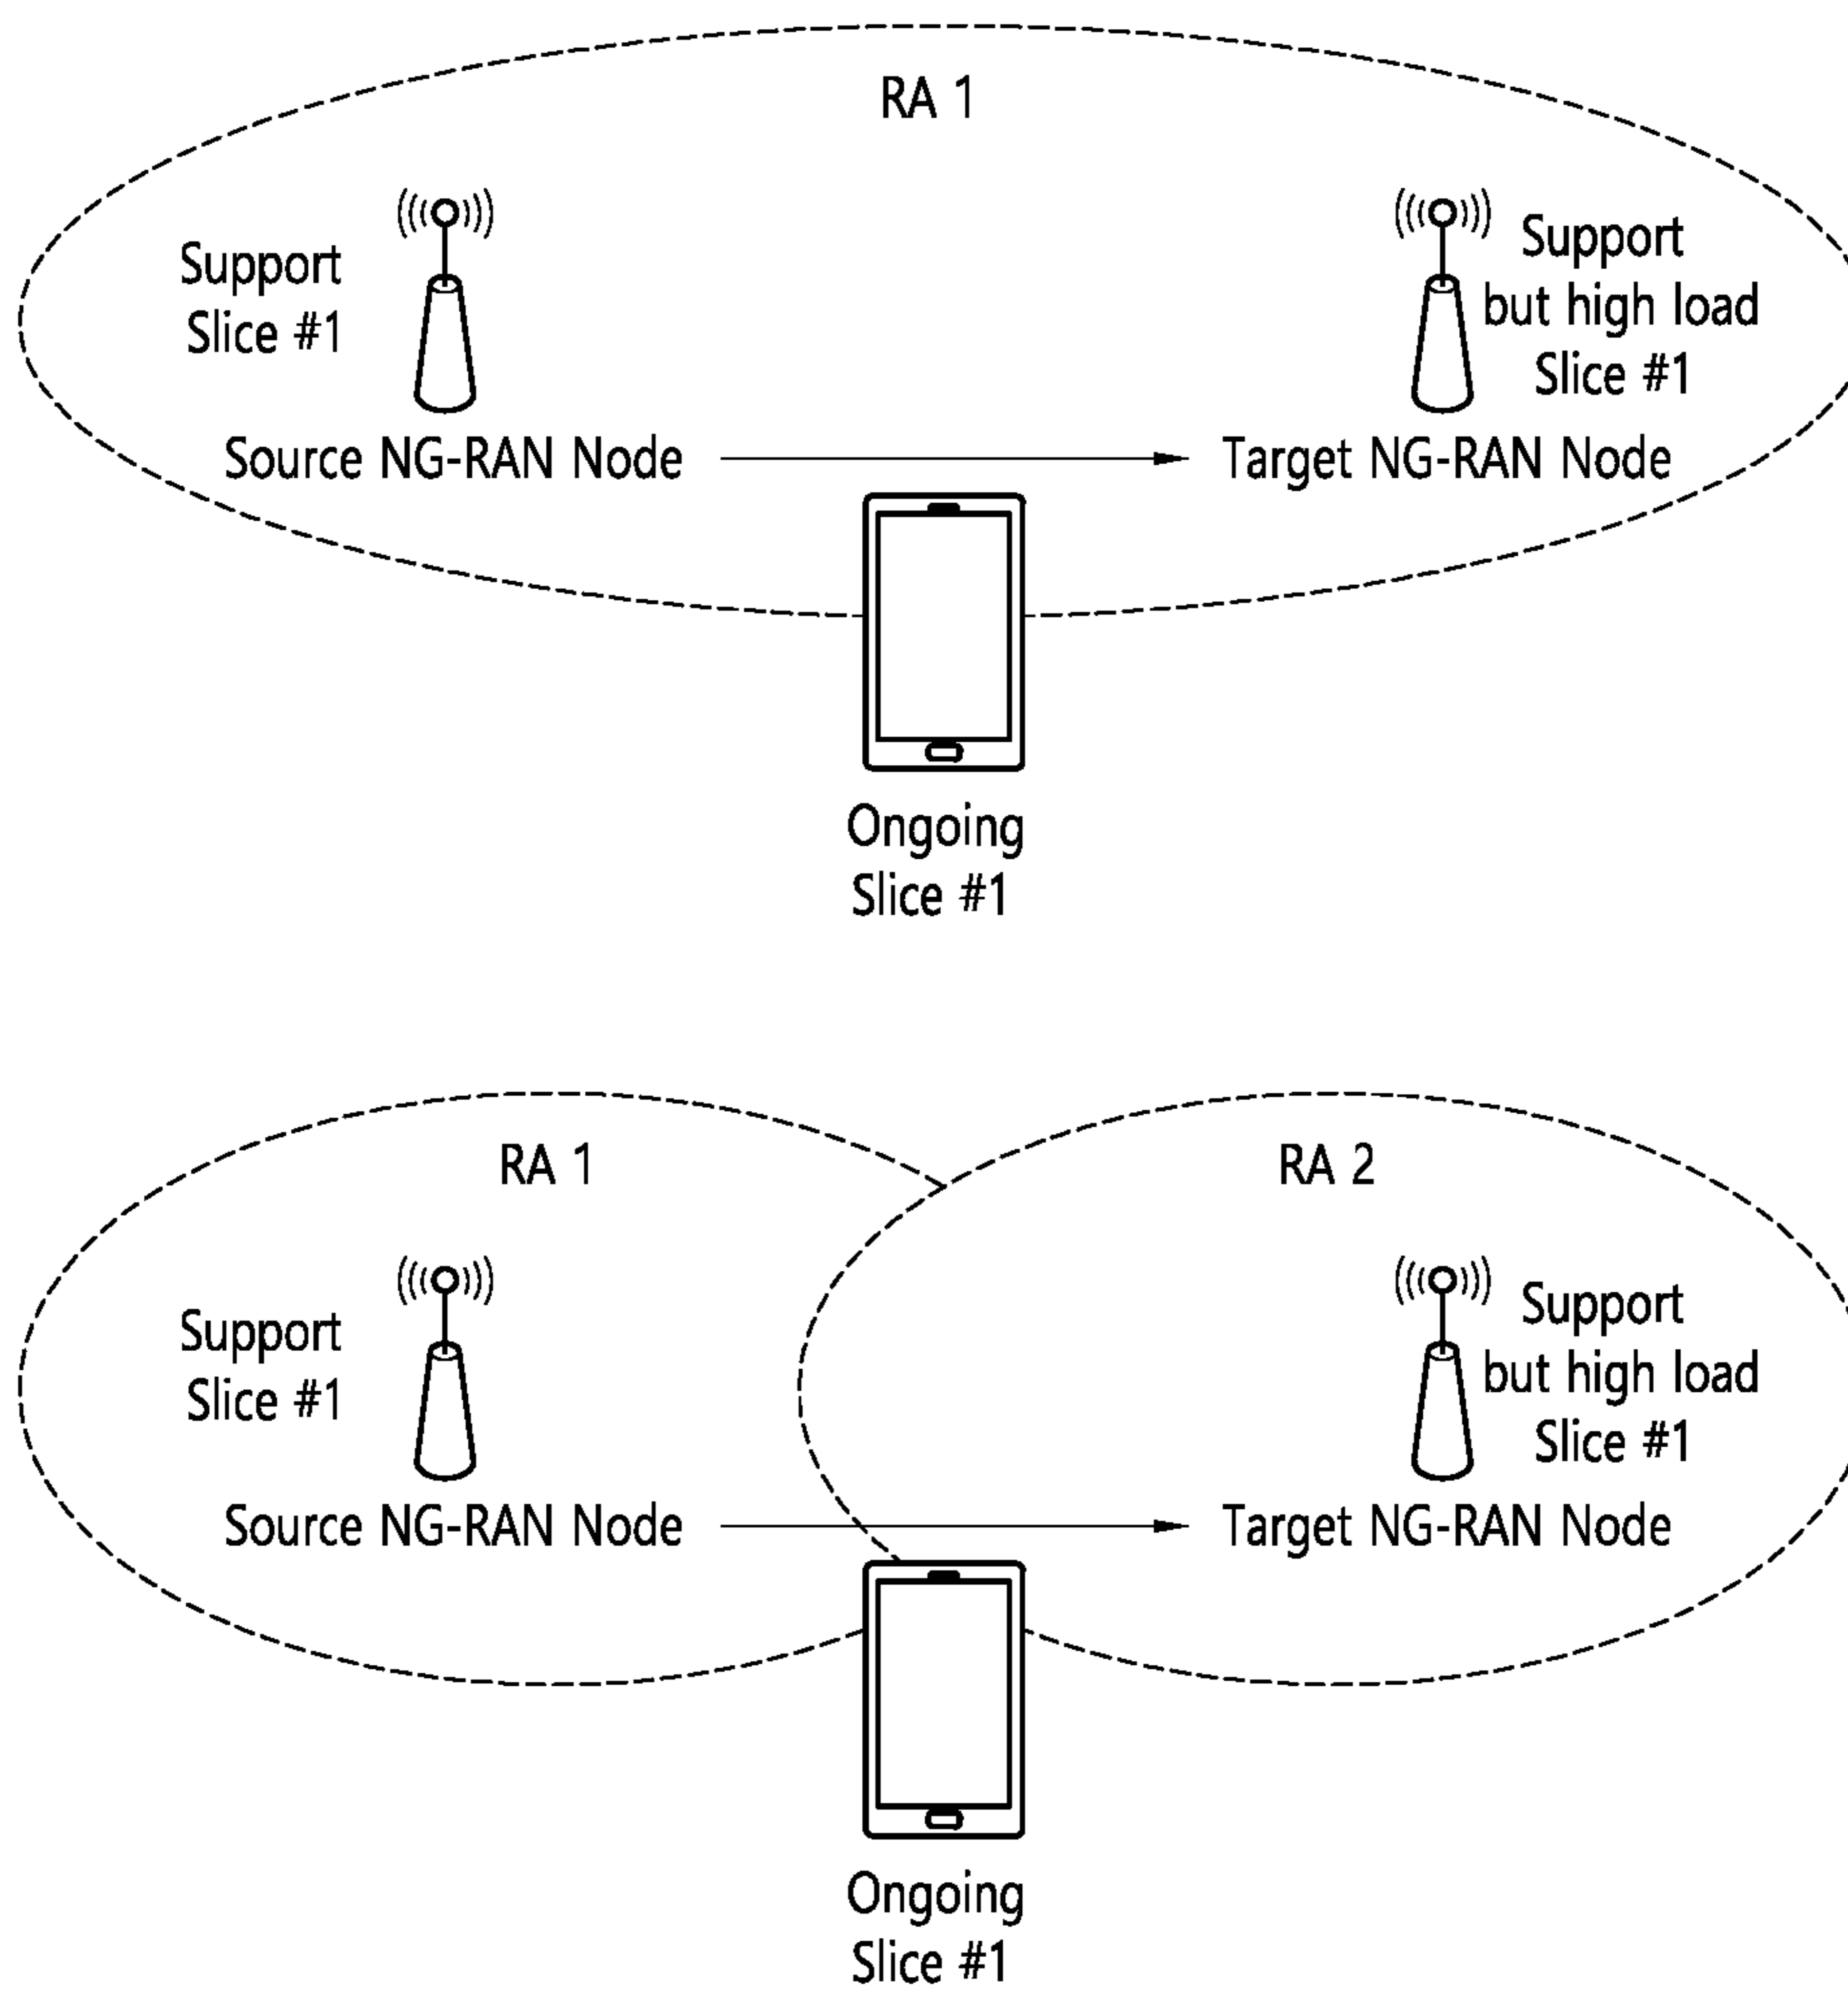 RA 1
Support
Slice #1
Support
but high load
Slice #1
Source NG-RAN Node
Target NG-RAN Node
Ongoing
Slice #1
RA 1
RA 2
Support
Slice #1
Support
but high load
Slice #1
Source NG-RAN Node
Target NG-RAN Node
Ongoing
Slice #1